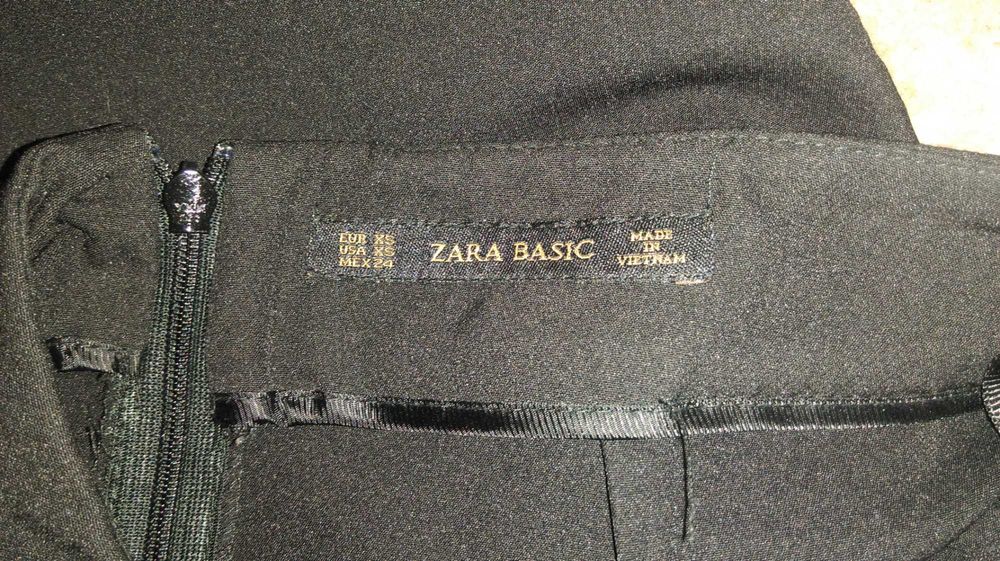 EUR XS
USA XS
MEX 24
ZARA BASIC
MADE
IN
VIETNAM